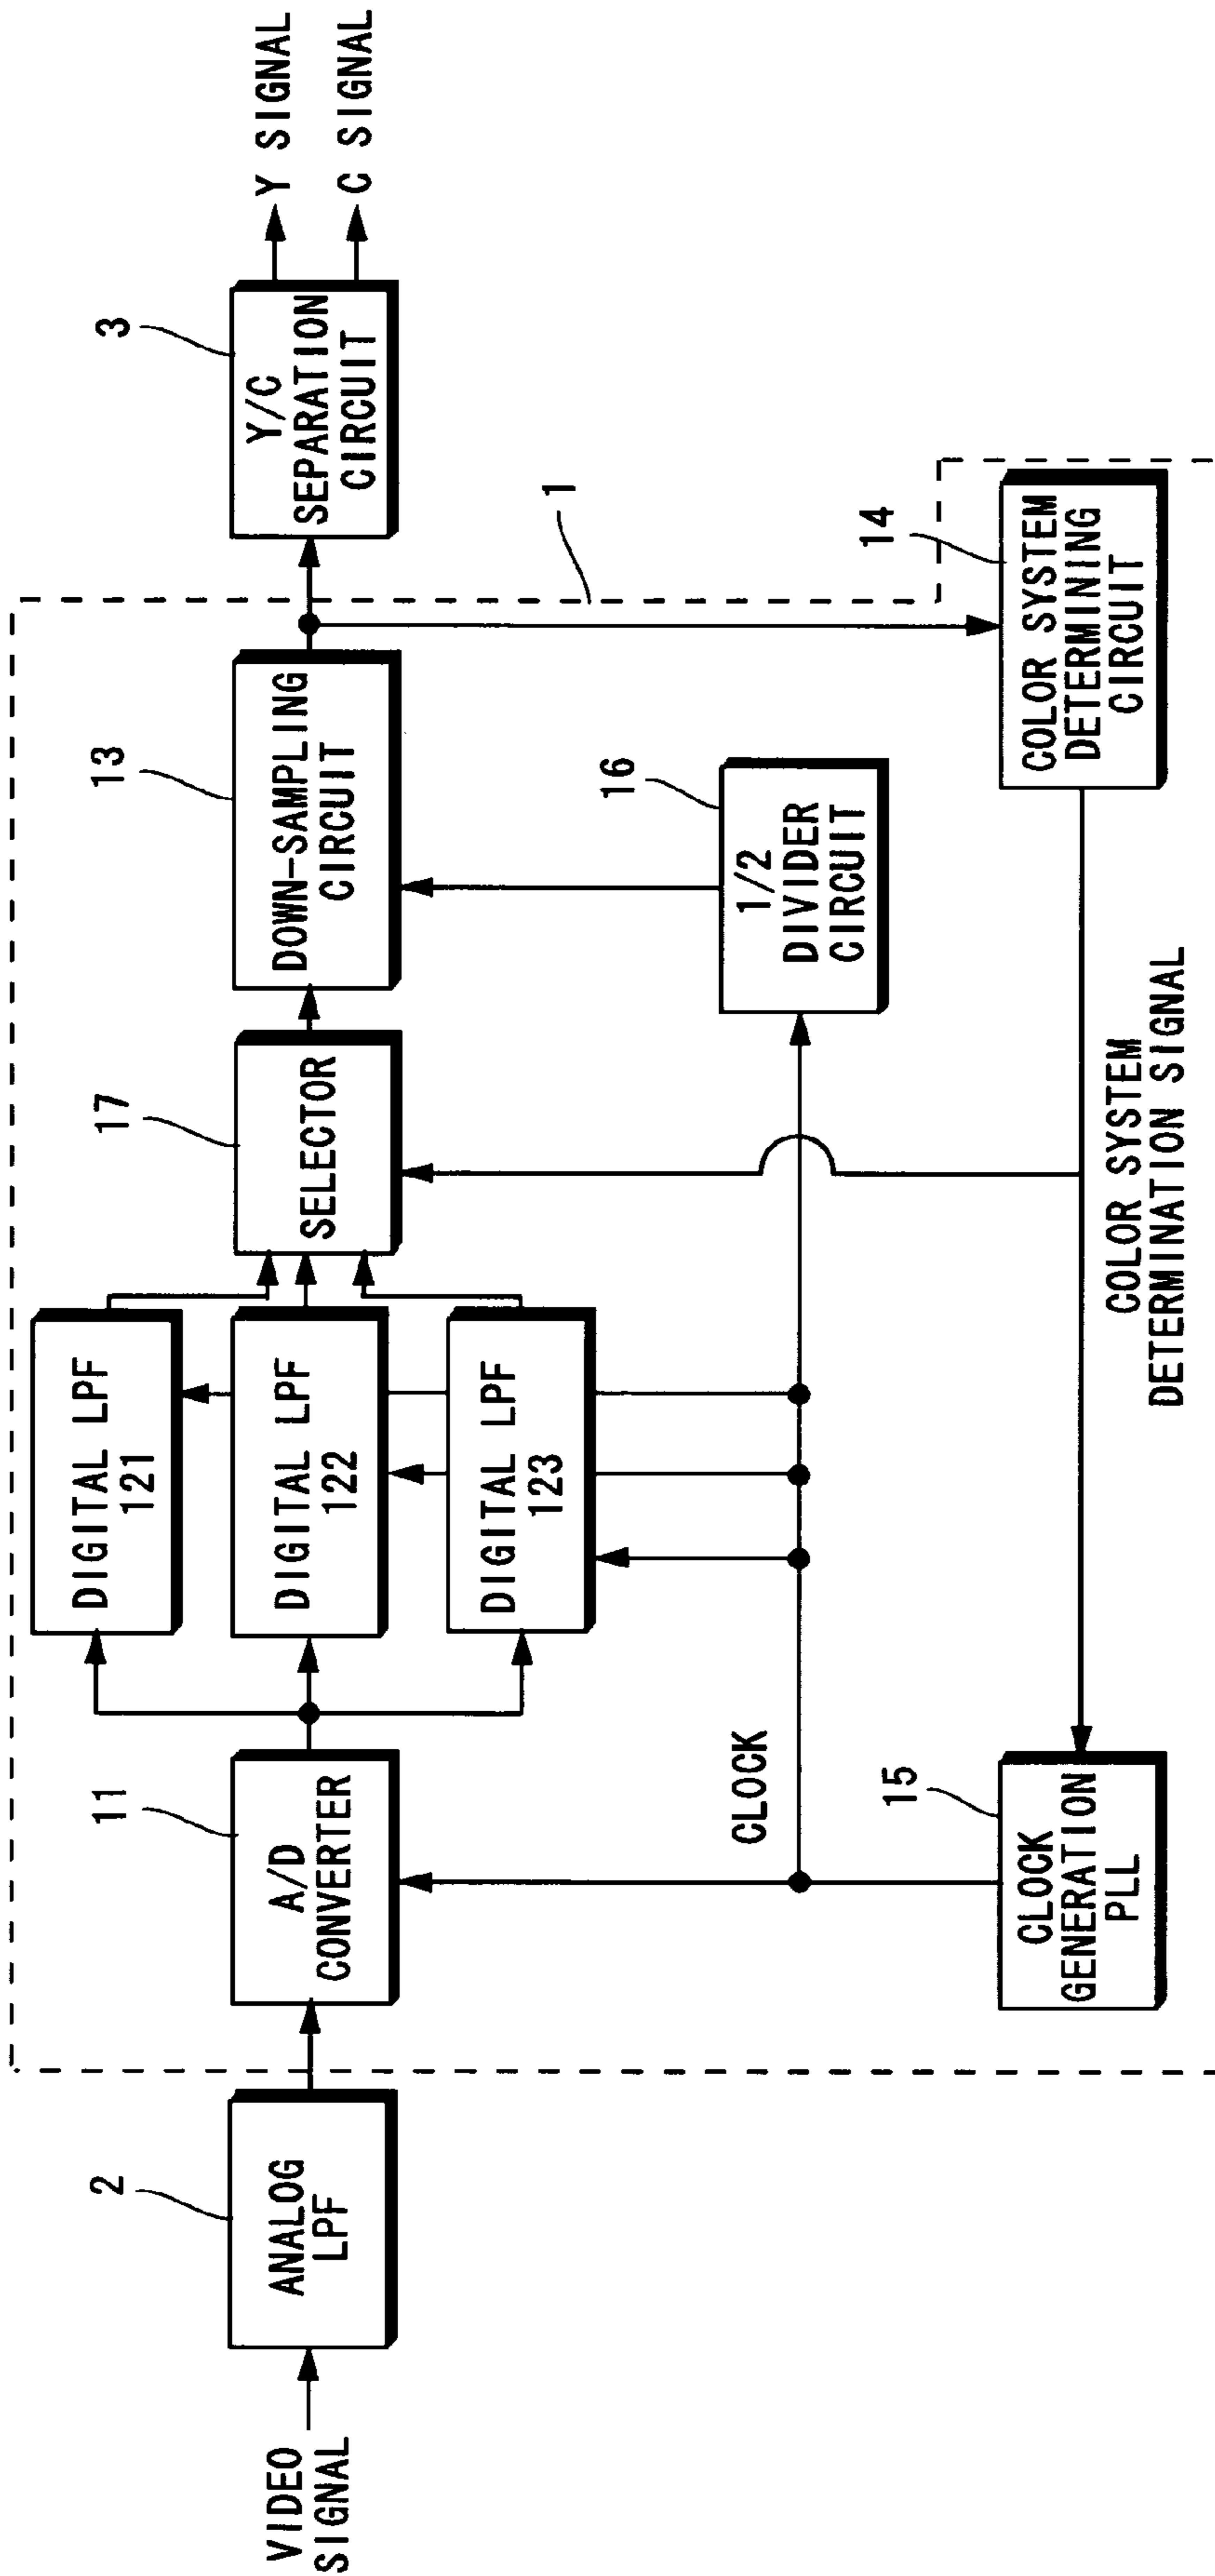 VIDEO
SIGNAL
2
ANALOG
LPF
11
A/D
CONVERTER
DIGITAL LPF
121
DIGITAL LPF
122
DIGITAL LPF
123
17
SELECTOR
13
DOWN-SAMPLING
CIRCUIT
3
Y/C
SEPARATION
CIRCUIT
Y SIGNAL
C SIGNAL
1
CLOCK
16
1/2
DIVIDER
CIRCUIT
15
CLOCK
GENERATION
PLL
14
COLOR SYSTEM
DETERMINING
CIRCUIT
COLOR SYSTEM
DETERMINATION SIGNAL